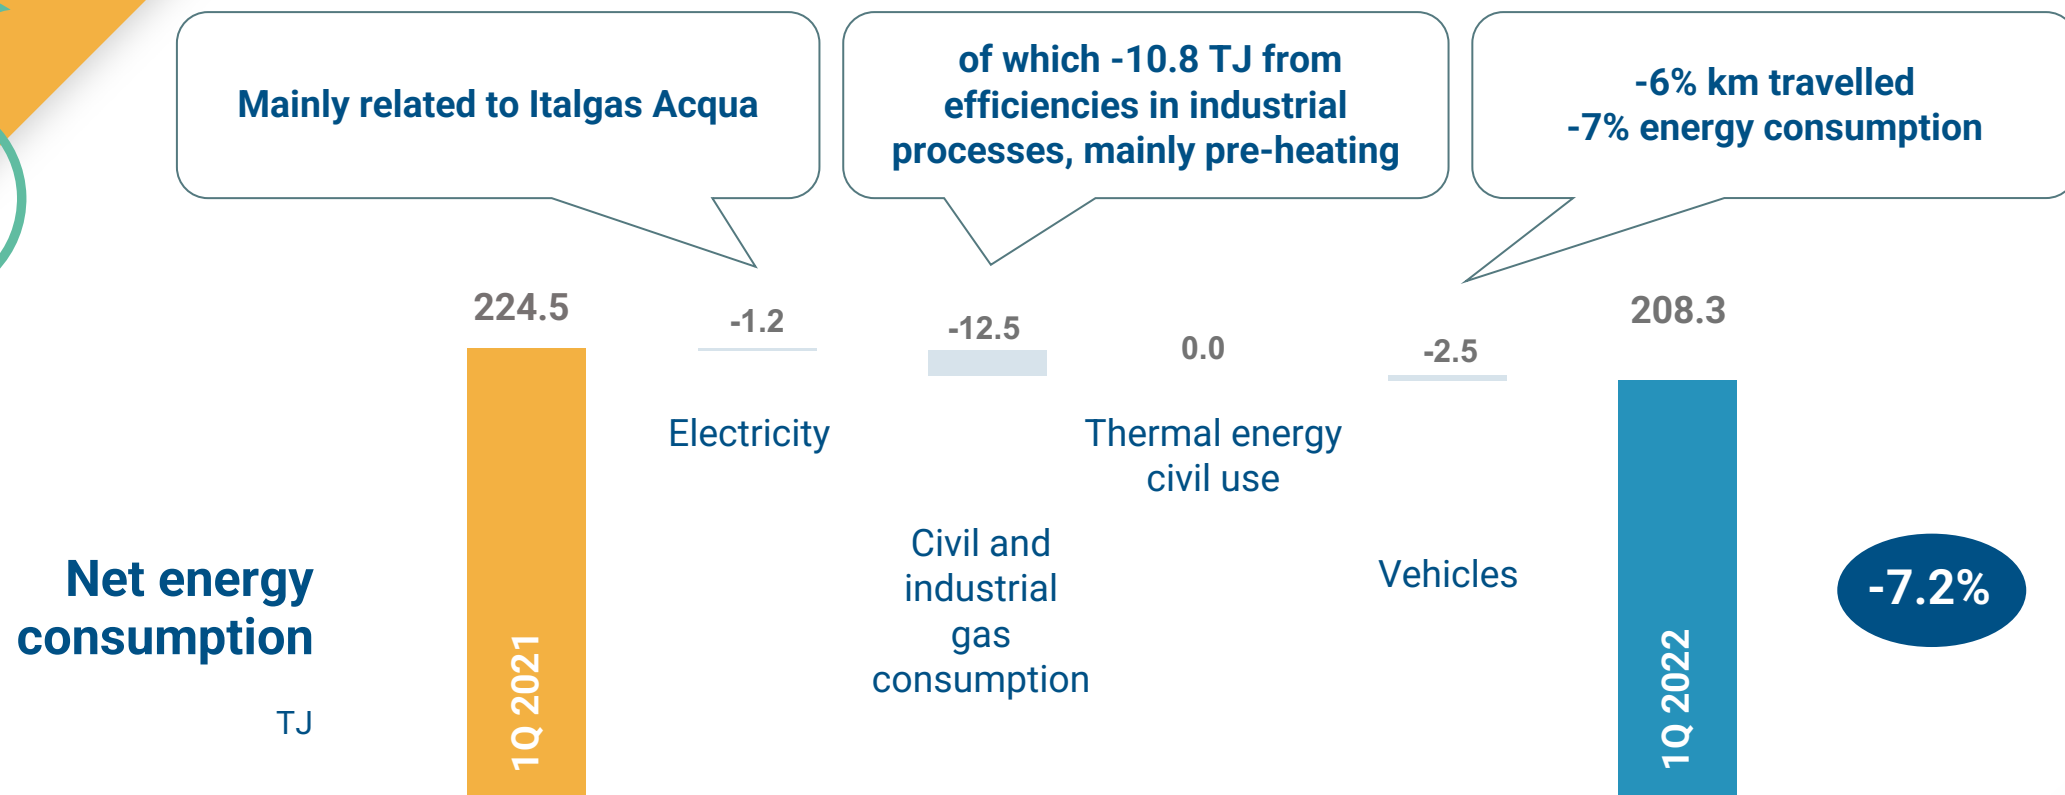 Mainly related to Italgas Acqua
of which -10.8 TJ from
efficiencies in industrial
processes, mainly pre-heating
-6% km travelled
-7% energy consumption
224.5
-1.2
-12.5
0.0
-2.5
208.3
Electricity
Civil and
industrial
gas
consumption
Thermal energy
civil use
Vehicles
Net energy
consumption
TJ
1Q 2021
1Q 2022
-7.2%